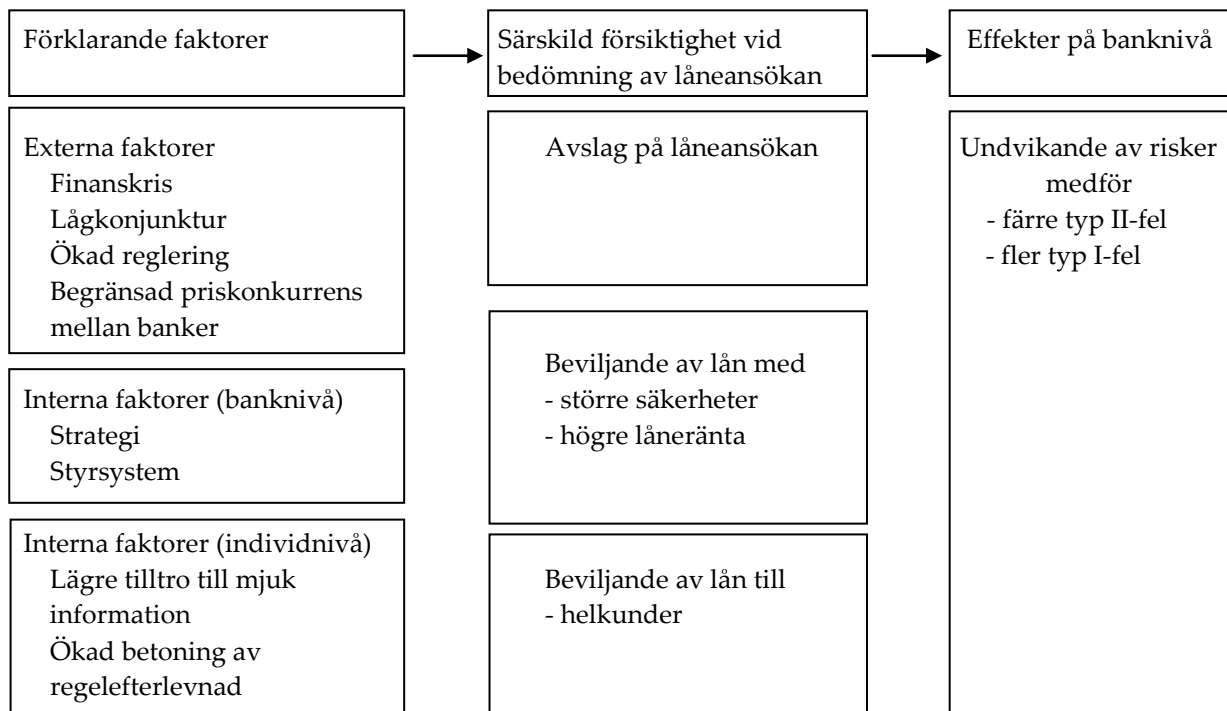 Förklarande faktorer
Särskild försiktighet vid
bedömning av låneansökan
Effekter på banknivå
Externa faktorer
Finanskris
Lågkonjunktur
Ökad reglering
Begränsad priskonkurrens
mellan banker
Interna faktorer (banknivå)
Strategi
Styrsystem
Interna faktorer (individnivå)
Lägre tilltro till mjuk
information
Ökad betoning av
regelefterlevnad
Avslag på låneansökan
Beviljande av lån med
- större säkerheter
- högre låneränta
Beviljande av lån till
- helkunder
Undvikande av risker
medför
- färre typ II-fel
- fler typ I-fel